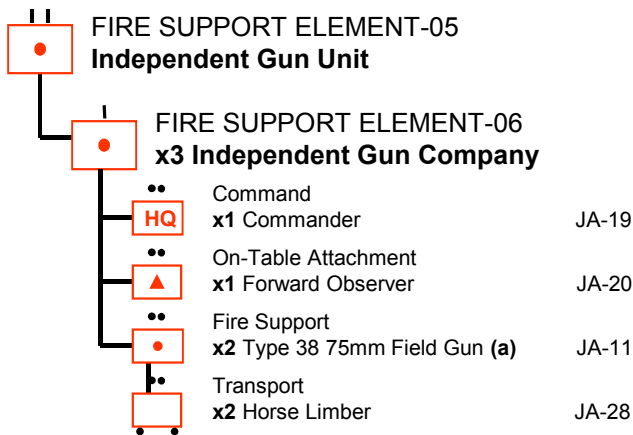 FIRE SUPPORT ELEMENT-05
Independent Gun Unit
FIRE SUPPORT ELEMENT-06
x3 Independent Gun Company
Command
HQ x1 Commander JA-19
On-Table Attachment
x1 Forward Observer JA-20
Fire Support
x2 Type 38 75mm Field Gun (a) JA-11
Transport
x2 Horse Limber JA-28